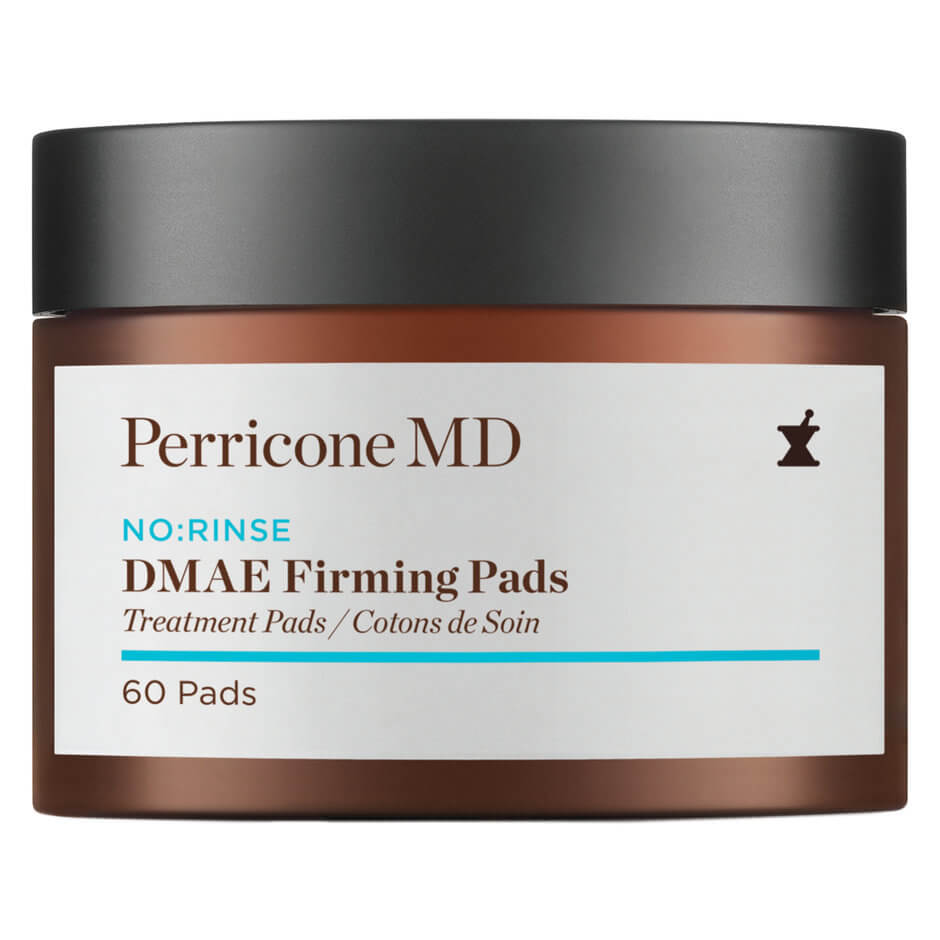 Perricone MD
NO:RINSE
DMAE Firming Pads
Treatment Pads / Cotons de Soin
60 Pads